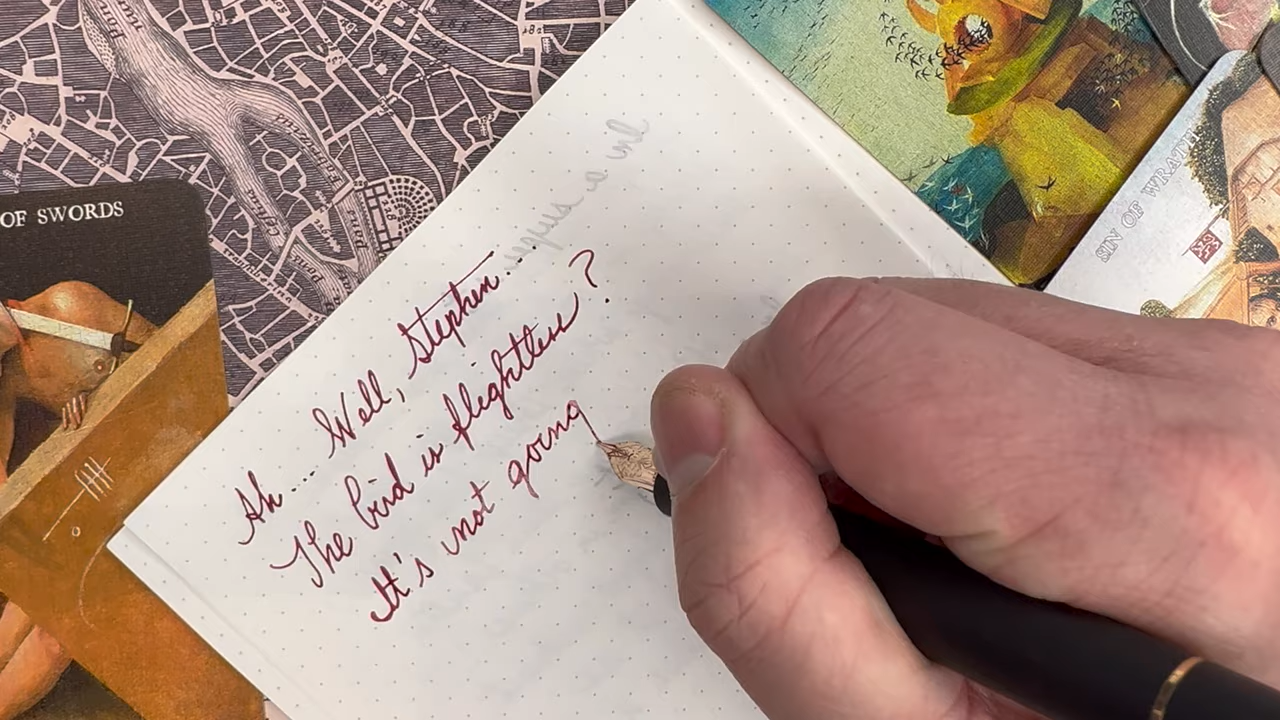 Ah.... Well, Stephen...
The bird is flightless?
It's not going
OF SWORDS
SIN OF WRATH